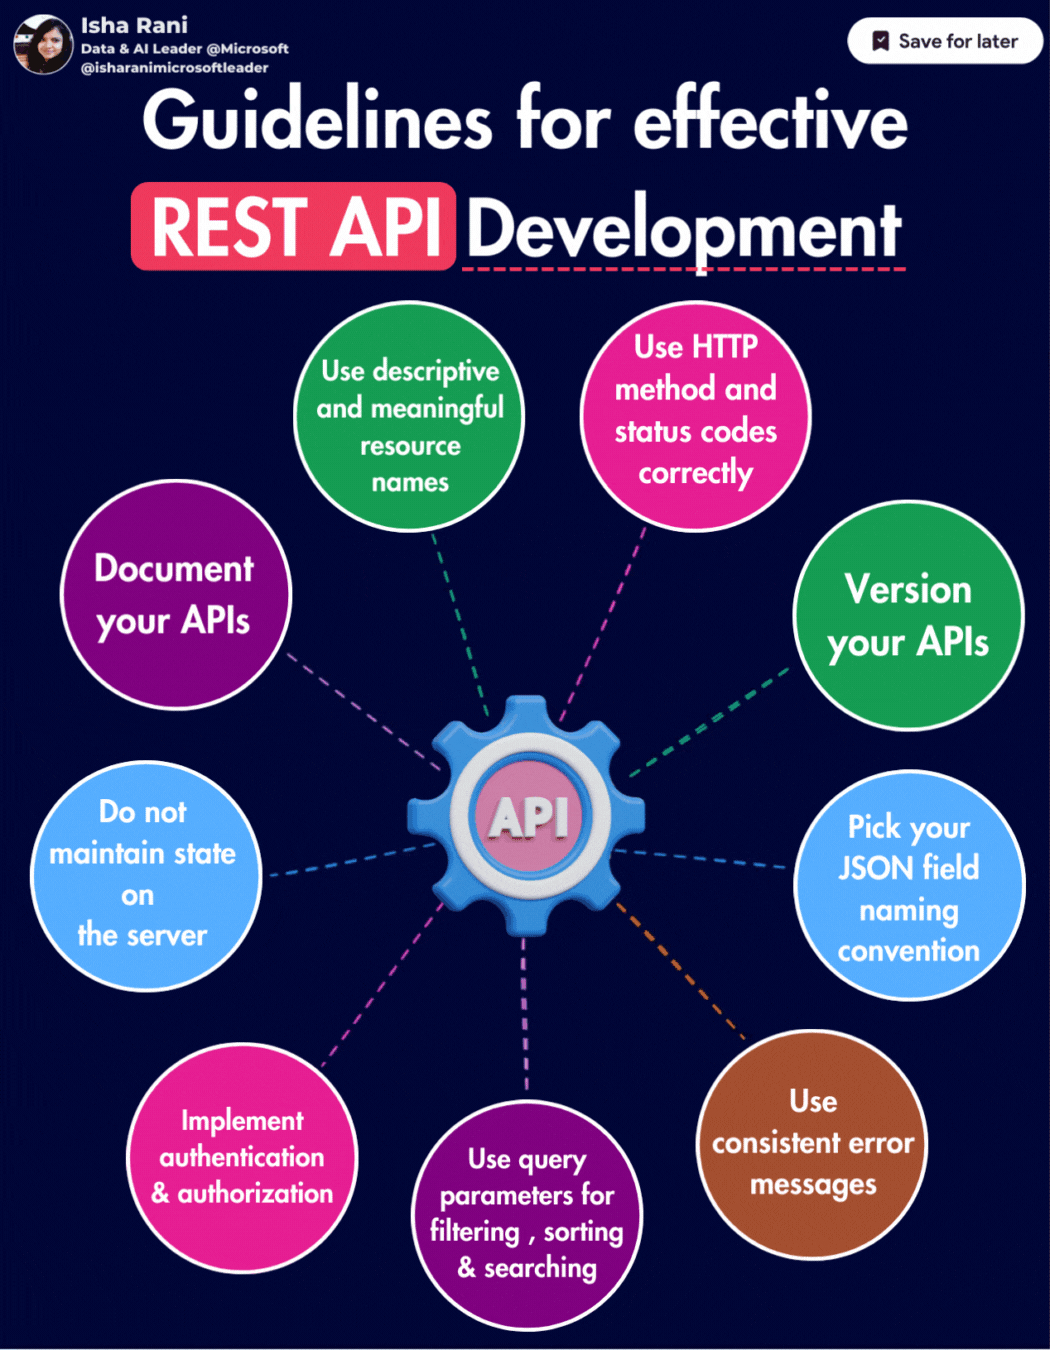 Isha Rani
Data & AI Leader @Microsoft
@isharanimicrosoftleader
Save for later
Guidelines for effective
REST API Development
Use descriptive
and meaningful
resource
names
Use HTTP
method and
status codes
correctly
Document
your APIs
Version
your APIs
API
Do not
maintain state
on
the server
Pick your
JSON field
naming
convention
Implement
authentication
& authorization
Use query
parameters for
filtering , sorting
& searching
Use
consistent error
messages